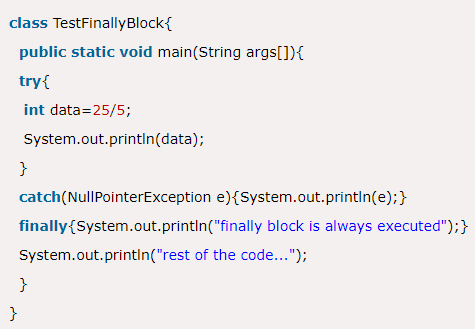 class TestFinallyBlock{
public static void main(String args[]){
try{
int data=25/5;
System.out.println(data);
}
catch(NullPointerException e){System.out.println(e);}
finally{System.out.println("finally block is always executed");}
System.out.println("rest of the code...");
}
}